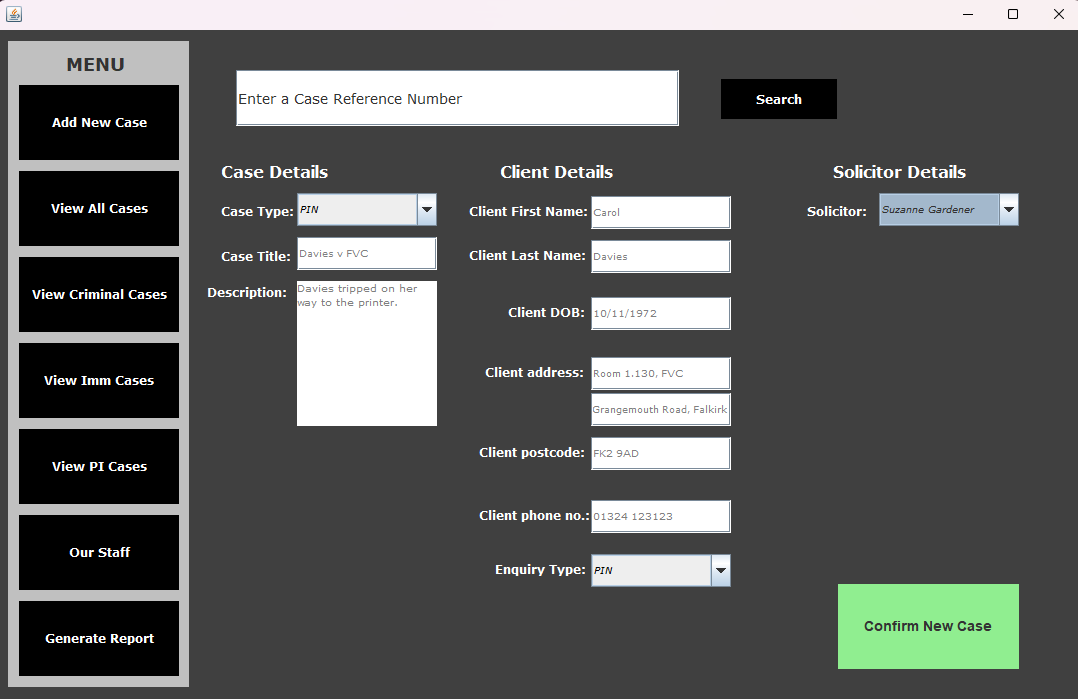 MENU
Add New Case
View All Cases
View Criminal Cases
View Imm Cases
View PI Cases
Our Staff
Generate Report
Enter a Case Reference Number
Search
Case Details
Case Type: PIN
Case Title: Davies v FVC
Description: Davies tripped on her
way to the printer.
Client Details
Client First Name: Carol
Client Last Name: Davies
Client DOB: 10/11/1972
Client address: Room 1.130, FVC
Grangemouth Road, Falkirk
Client postcode: FK2 9AD
Client phone no.: 01324 123123
Enquiry Type: PIN
Solicitor Details
Solicitor: Suzanne Gardener
Confirm New Case